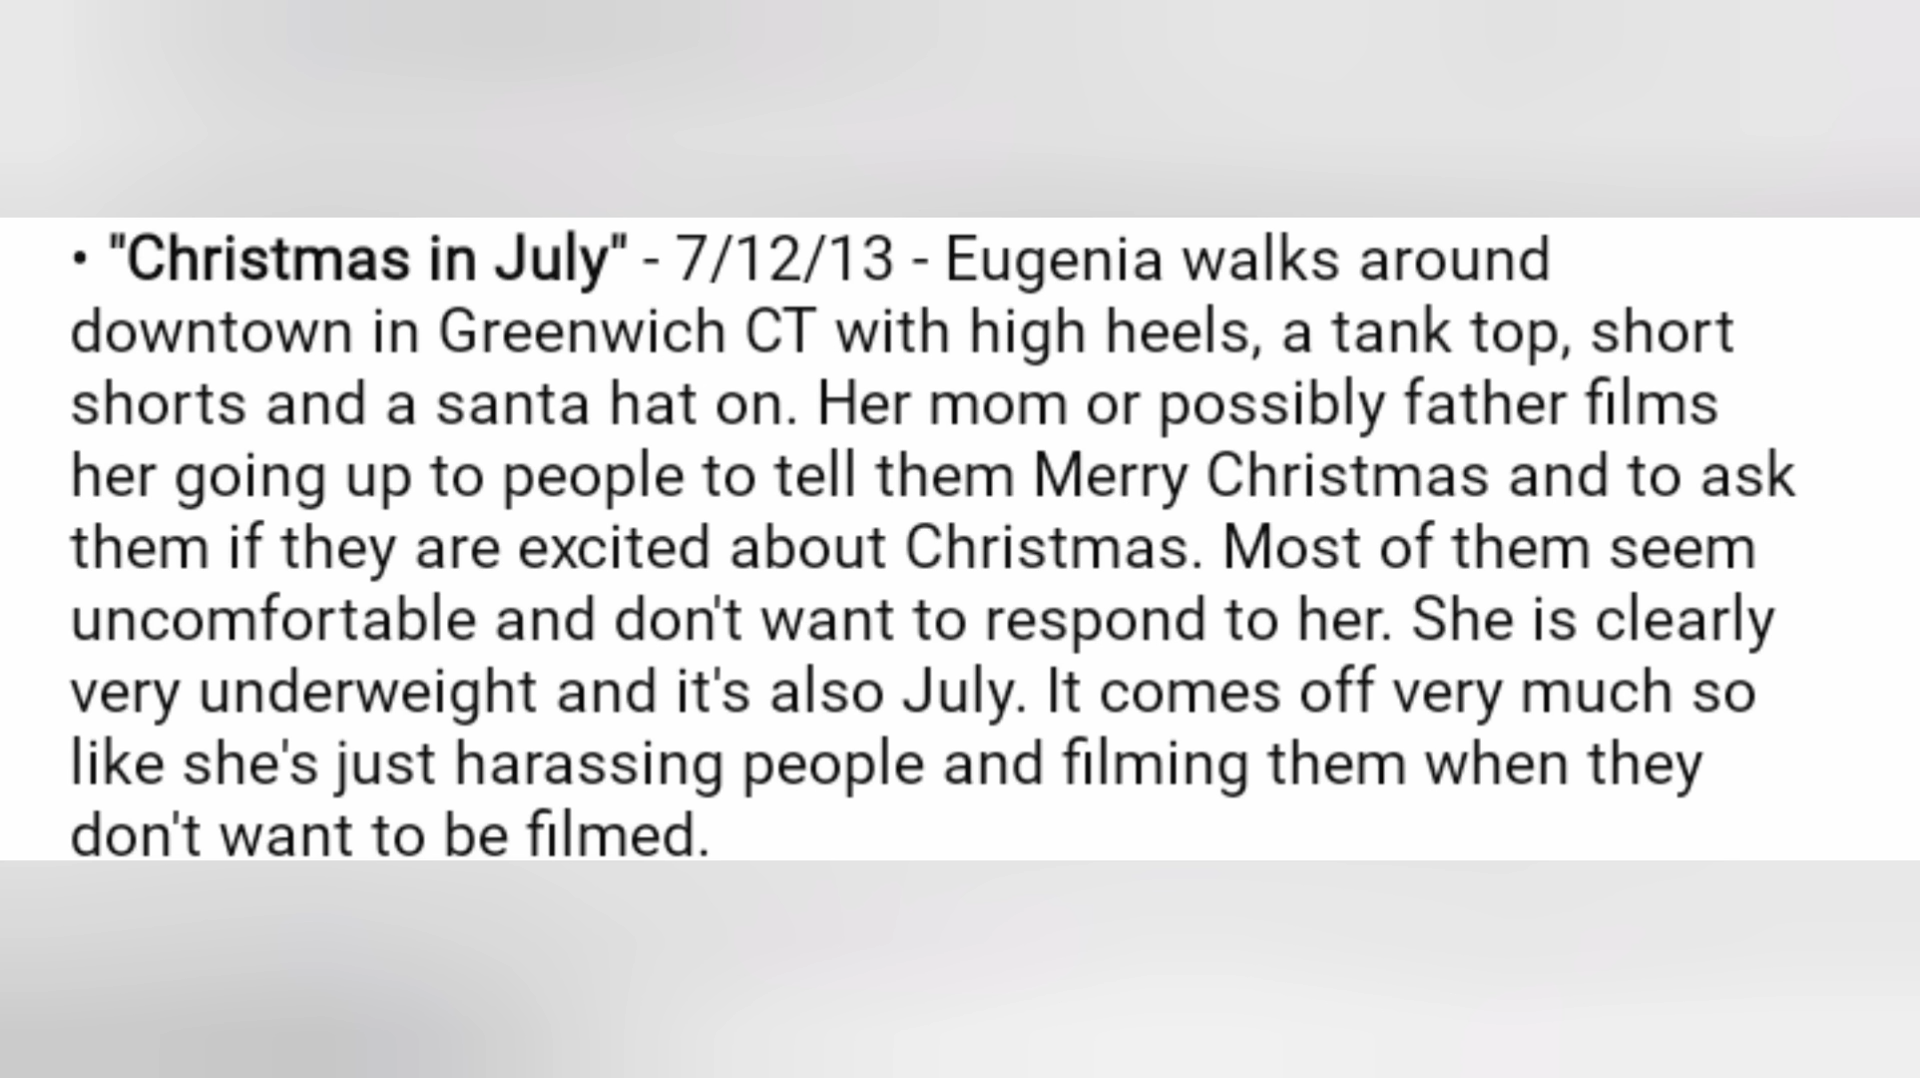 • "Christmas in July" - 7/12/13 - Eugenia walks around
downtown in Greenwich CT with high heels, a tank top, short
shorts and a santa hat on. Her mom or possibly father films
her going up to people to tell them Merry Christmas and to ask
them if they are excited about Christmas. Most of them seem
uncomfortable and don't want to respond to her. She is clearly
very underweight and it's also July. It comes off very much so
like she's just harassing people and filming them when they
don't want to be filmed.